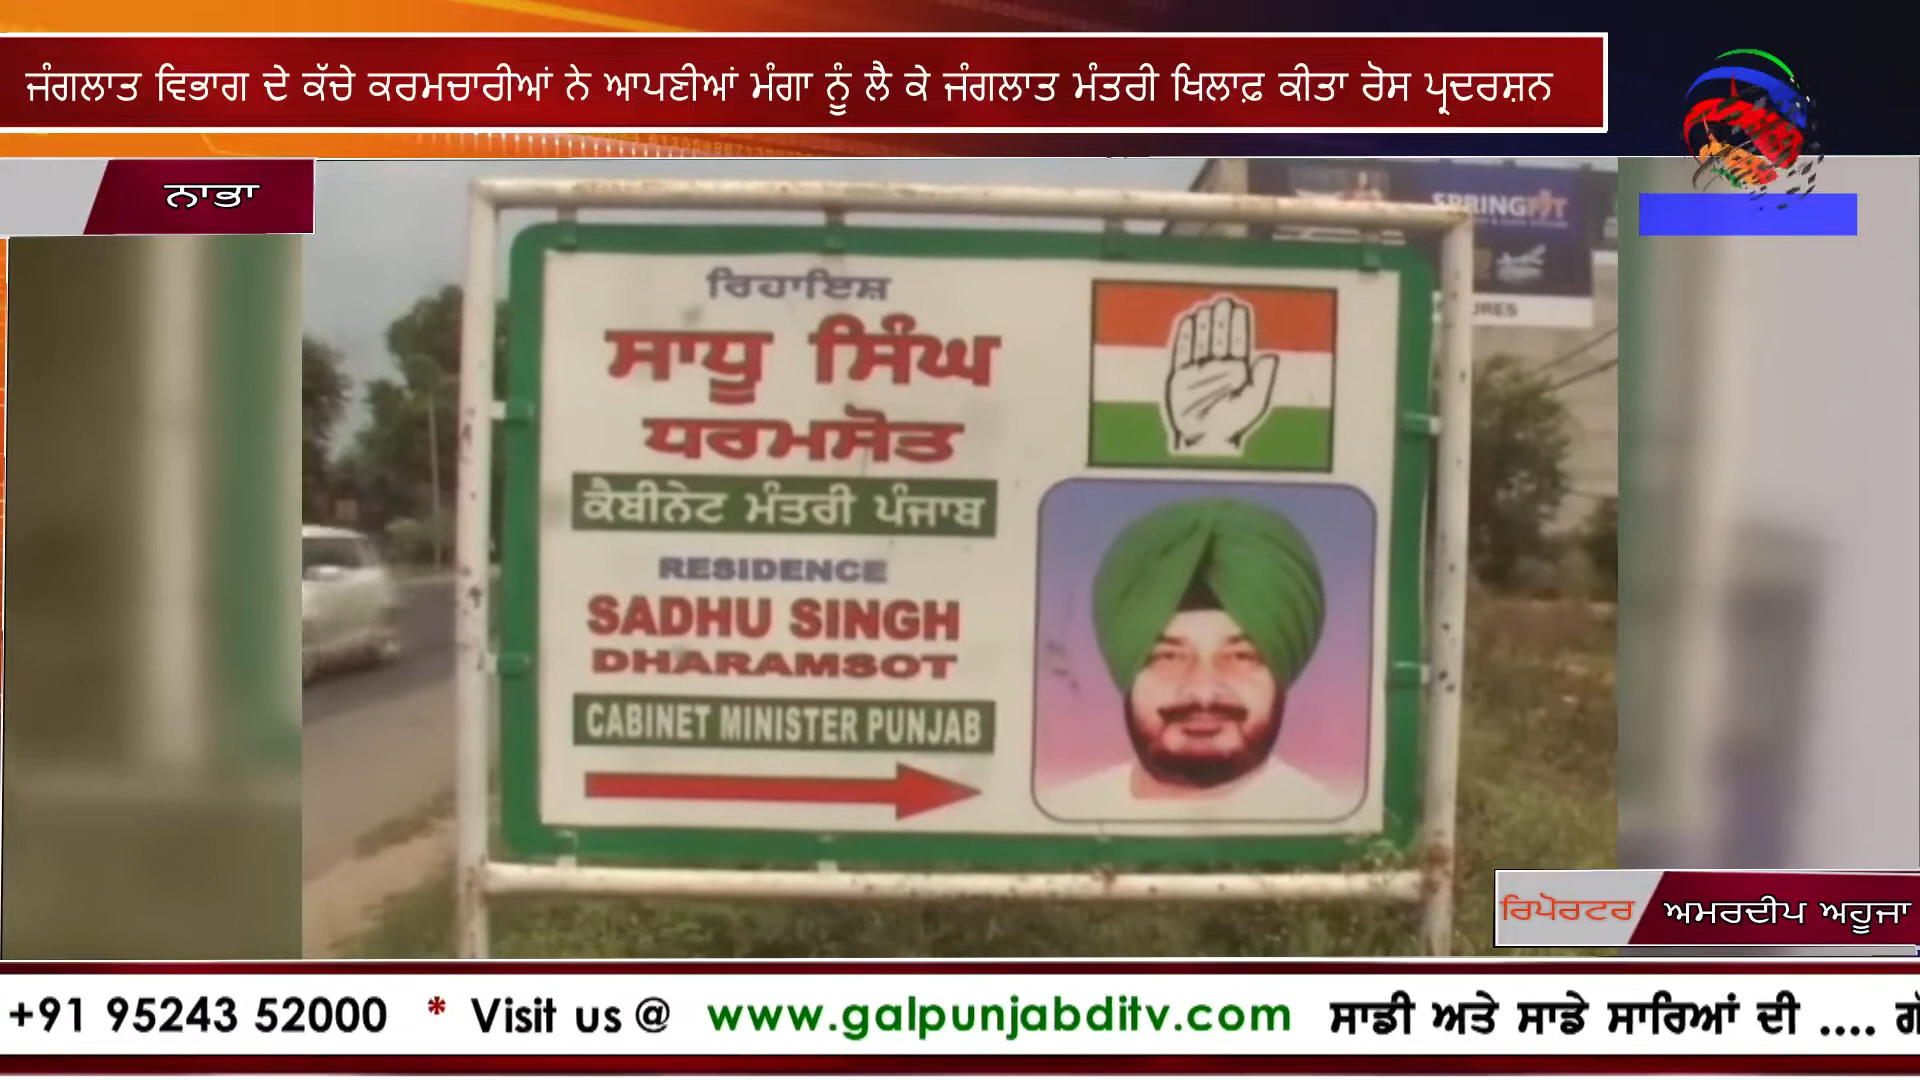 ਜੰਗਲਾਤ ਵਿਭਾਗ ਦੇ ਕੱਚੇ ਕਰਮਚਾਰੀਆਂ ਨੇ ਆਪਣੀਆਂ ਮੰਗਾ ਨੂੰ ਲੈ ਕੇ ਜੰਗਲਾਤ ਮੰਤਰੀ ਖਿਲਾਫ਼ ਕੀਤਾ ਰੋਸ ਪ੍ਰਦਰਸ਼ਨ
ਨਾਭਾ
SPRINGFIT
ਰਿਹਾਇਸ਼
ਸਾਧੂ ਸਿੰਘ
ਧਰਮਸੋਤ
ਕੈਬੀਨੇਟ ਮੰਤਰੀ ਪੰਜਾਬ
RESIDENCE
SADHU SINGH
DHARAMSOT
CABINET MINISTER PUNJAB
ਰਿਪੋਰਟਰ ਅਮਰਦੀਪ ਅਹੂਜਾ
+91 95243 52000 * Visit us @ www.galpunjabditv.com ਸਾਡੀ ਅਤੇ ਸਾਡੇ ਸਾਰਿਆਂ ਦੀ ....